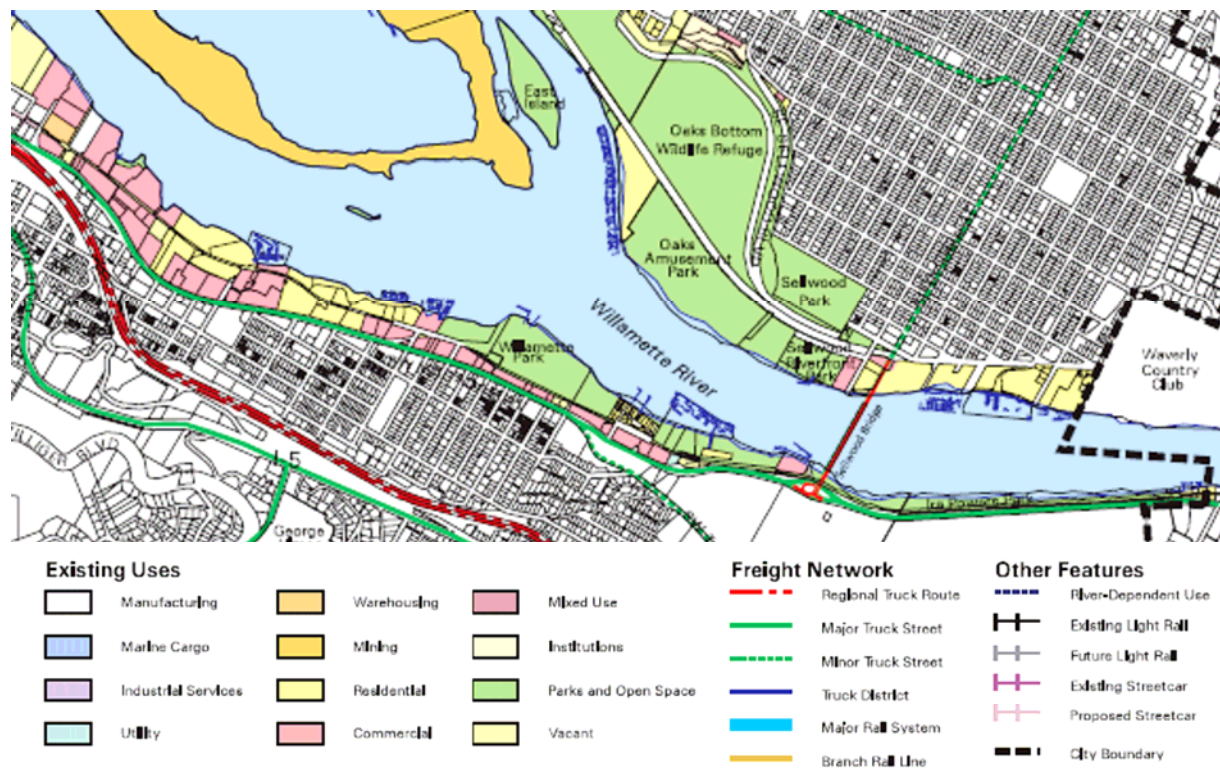 East
Island
Oaks Bottom
Wildlife Refuge
Oaks
Amusement
Park
Sellwood
Park
Willamette River
Willamette
Park
Sellwood
Riverfront
Park
Waverly
Country
Club
Sellwood Bridge
I-5
George
Existing Uses
Manufacturing
Marine Cargo
Industrial Services
Utility
Warehousing
Mining
Residential
Commercial
Mixed Use
Institutions
Parks and Open Space
Vacant
Freight Network
Regional Truck Route
Major Truck Street
Minor Truck Street
Truck District
Major Rail System
Branch Rail Line
Other Features
River-Dependent Use
Existing Light Rail
Future Light Rail
Existing Streetcar
Proposed Streetcar
City Boundary